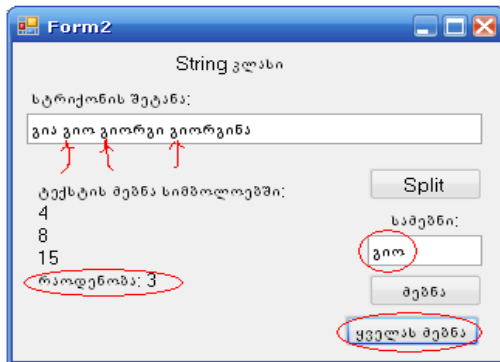 Form2
String კლასი
სტრიქონის შეტანა:
გია გიო გიორგი გიორგინა
ტექსტის ძებნა სიმბოლოებში:
4
8
15
რაოდენობა: 3
Split
საძებნი:
გიო
ძებნა
ყველას ძებნა